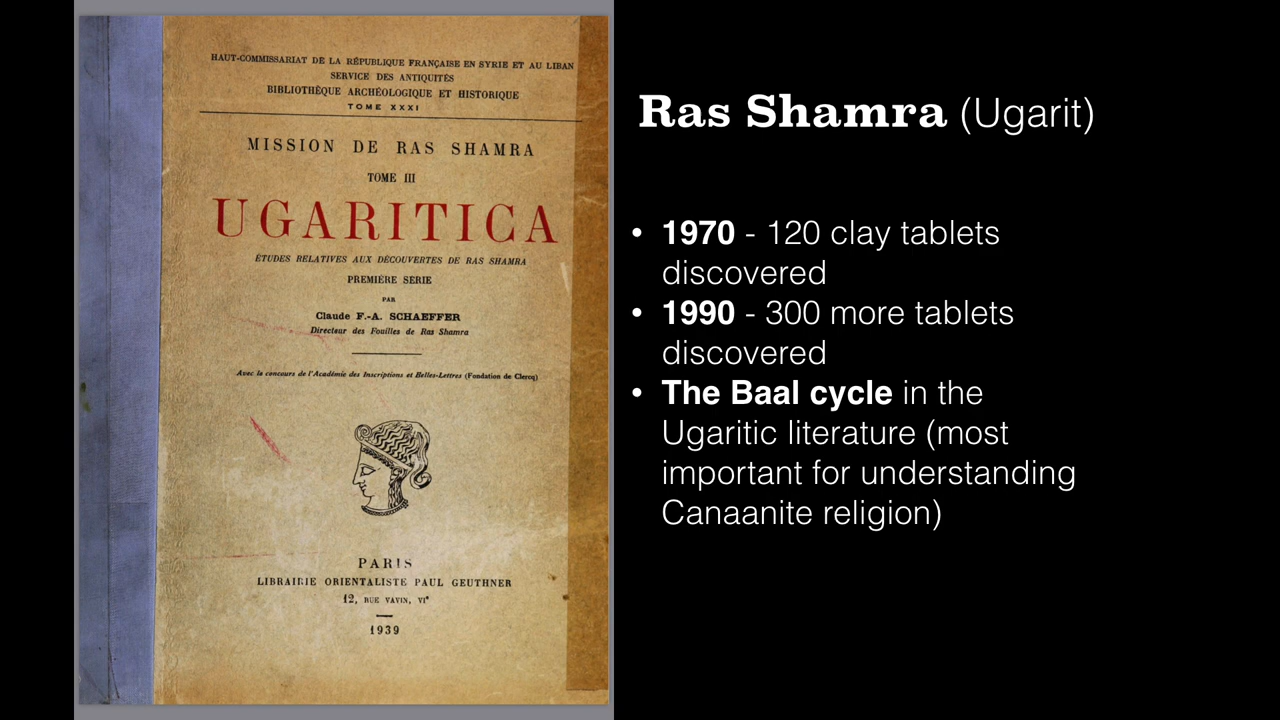 HAUT-COMMISSARIAT DE LA RÉPUBLIQUE FRANÇAISE EN SYRIE ET AU LIBAN
SERVICE DES ANTIQUITÉS
BIBLIOTHÈQUE ARCHÉOLOGIQUE ET HISTORIQUE
TOME XXXI
MISSION DE RAS SHAMRA
TOME III
UGARITICA
ÉTUDES RELATIVES AUX DÉCOUVERTES DE RAS SHAMRA
PREMIÈRE SERIE
PAR
Claude F.-A. SCHAEFFER
Directeur des Fouilles de Ras Shamra
Avec le concours de l'Académie des Inscriptions et Belles-Lettres (Fondation de Clercq)
PARIS
LIBRAIRIE ORIENTALISTE PAUL GEUTHNER
12, RUE VAVIN, VIᵉ
1939
Ras Shamra (Ugarit)
• 1970 - 120 clay tablets
discovered
• 1990 - 300 more tablets
discovered
• The Baal cycle in the
Ugaritic literature (most
important for understanding
Canaanite religion)